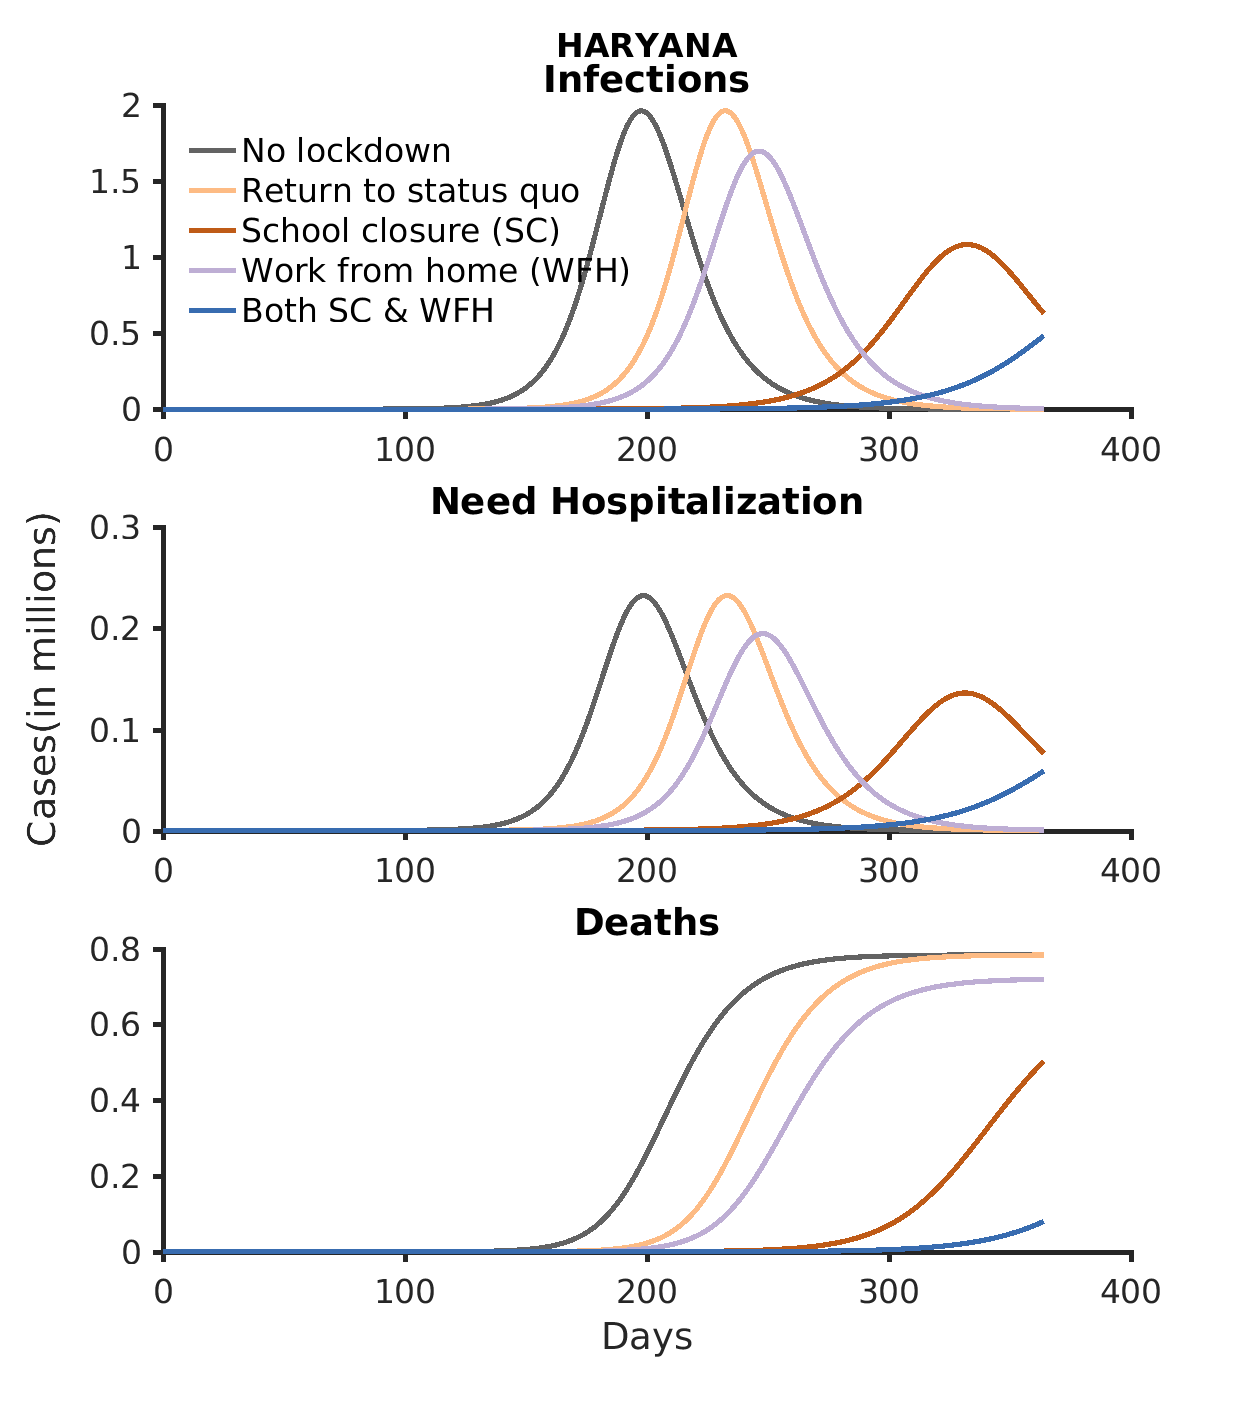 HARYANA
Infections
2
1.5
1
0.5
0
No lockdown
Return to status quo
School closure (SC)
Work from home (WFH)
Both SC & WFH
0 100 200 300 400
Need Hospitalization
Cases(in millions)
0.3
0.2
0.1
0
0 100 200 300 400
Deaths
0.8
0.6
0.4
0.2
0
0 100 200 300 400
Days